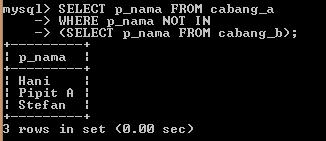 mysql> SELECT p_nama FROM cabang_a
    -> WHERE p_nama NOT IN
    -> (SELECT p_nama FROM cabang_b);
+----------+
| p_nama   |
+----------+
| Hani     |
| Pipit A  |
| Stefan   |
+----------+
3 rows in set (0.00 sec)